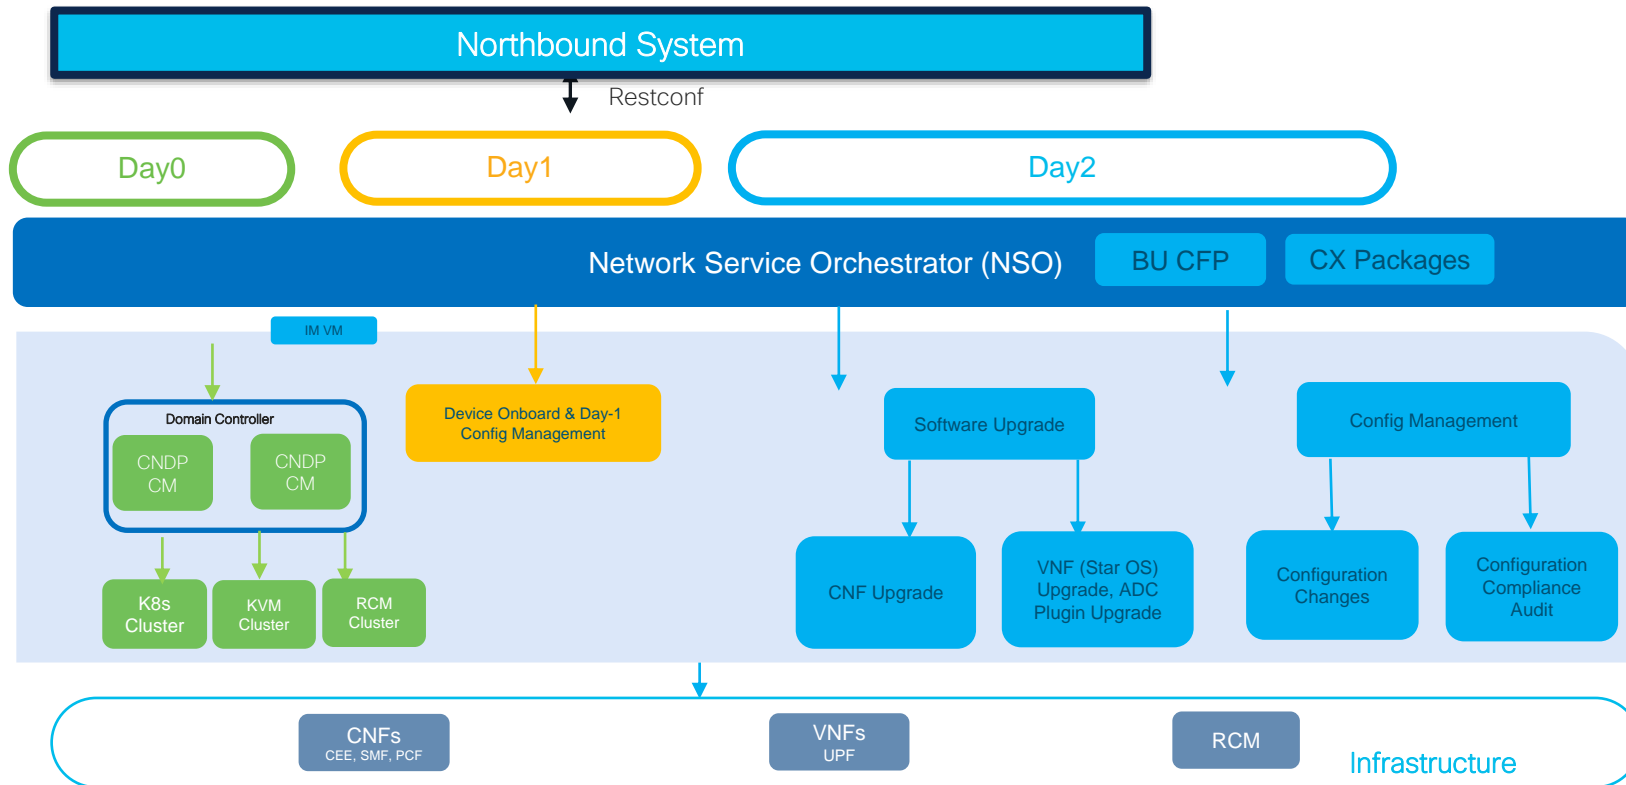 Northbound System
Restconf
Day0
Day1
Day2
Network Service Orchestrator (NSO)
BU CFP
CX Packages
IM VM
Domain Controller
CNDP
CM
CNDP
CM
Device Onboard & Day-1
Config Management
Software Upgrade
Config Management
K8s
Cluster
KVM
Cluster
RCM
Cluster
CNF Upgrade
VNF (Star OS)
Upgrade, ADC
Plugin Upgrade
Configuration
Changes
Configuration
Compliance
Audit
CNFs
CEE, SMF, PCF
VNFs
UPF
RCM
Infrastructure